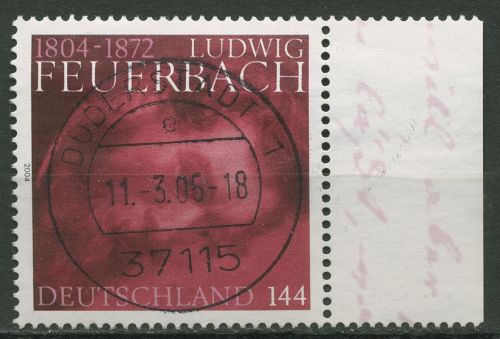 1804-1872 LUDWIG
FEUERBACH
DUDERSTADT 1
e
11.-3.05-18
37115
2004
DEUTSCHLAND 144